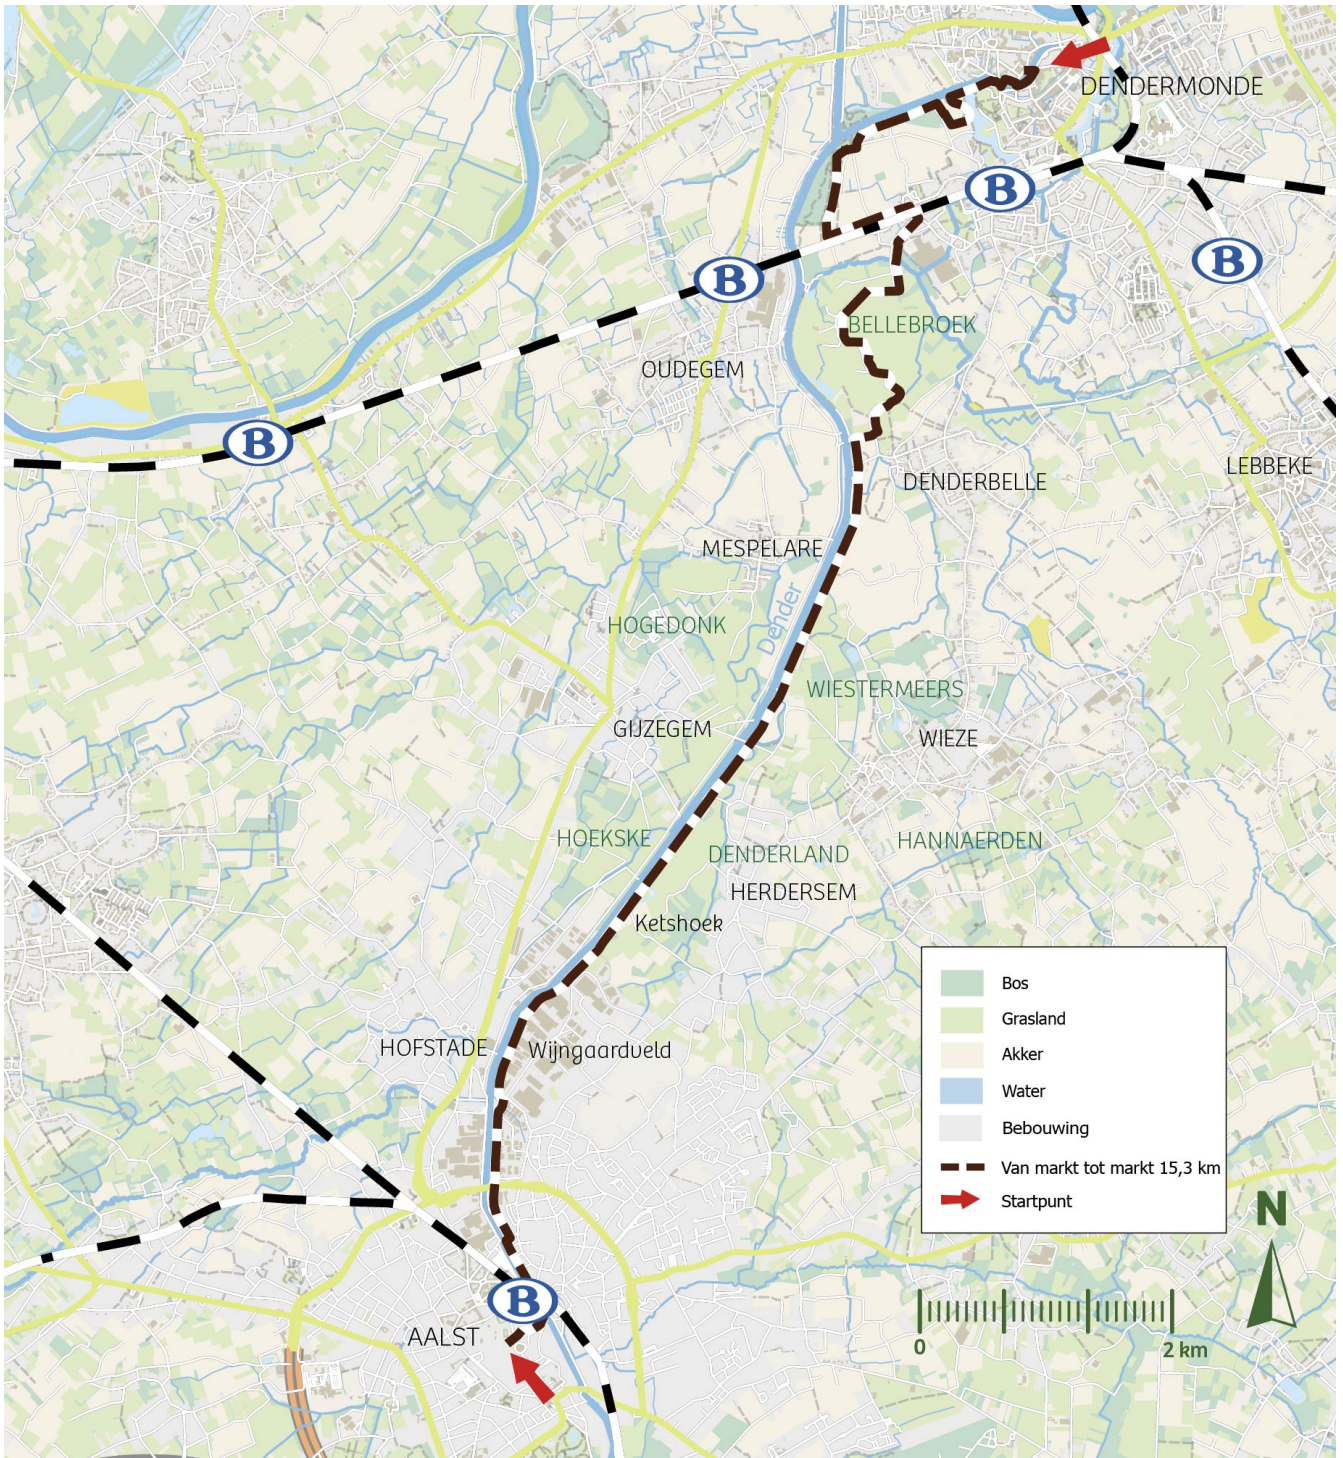 DENDERMONDE
B
B
B
BELLEBROEK
OUDEGEM
B
LEBBEKE
DENDERBELLE
MESPELARE
Dender
HOGEDONK
WIESTERMEERS
GIJZEGEM
WIEZE
HOEKSKE
HANNAERDEN
DENDERLAND
HERDERSEM
Ketshoek
HOFSTADE
Wijngaardveld
Bos
Grasland
Akker
Water
Bebouwing
Van markt tot markt 15,3 km
Startpunt
N
B
AALST
0
2 km